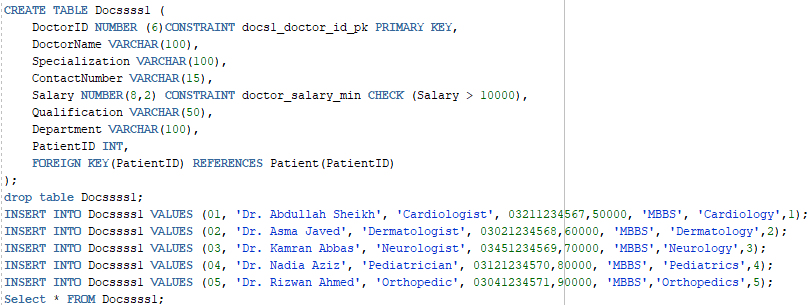 CREATE TABLE Docssss1 (
DoctorID NUMBER (6)CONSTRAINT docs1_doctor_id_pk PRIMARY KEY,
DoctorName VARCHAR(100),
Specialization VARCHAR(100),
ContactNumber VARCHAR(15),
Salary NUMBER(8,2) CONSTRAINT doctor_salary_min CHECK (Salary > 10000),
Qualification VARCHAR(50),
Department VARCHAR(100),
PatientID INT,
FOREIGN KEY(PatientID) REFERENCES Patient(PatientID)
);
drop table Docssss1;
INSERT INTO Docssss1 VALUES (01, 'Dr. Abdullah Sheikh', 'Cardiologist', 03211234567,50000, 'MBBS', 'Cardiology',1);
INSERT INTO Docssss1 VALUES (02, 'Dr. Asma Javed', 'Dermatologist', 03021234568,60000, 'MBBS', 'Dermatology',2);
INSERT INTO Docssss1 VALUES (03, 'Dr. Kamran Abbas', 'Neurologist', 03451234569,70000, 'MBBS','Neurology',3);
INSERT INTO Docssss1 VALUES (04, 'Dr. Nadia Aziz', 'Pediatrician', 03121234570,80000, 'MBBS', 'Pediatrics',4);
INSERT INTO Docssss1 VALUES (05, 'Dr. Rizwan Ahmed', 'Orthopedic', 03041234571,90000, 'MBBS','Orthopedics',5);
Select * FROM Docssss1;